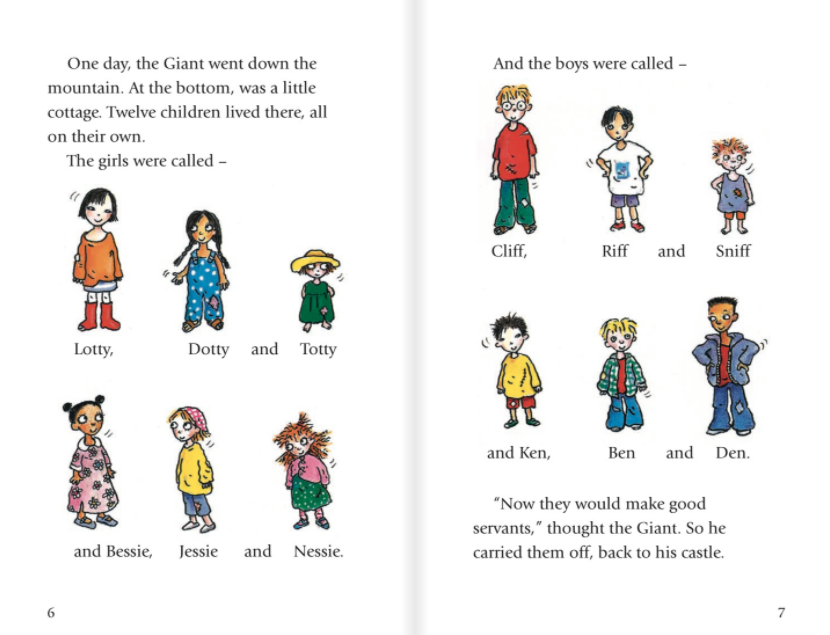 One day, the Giant went down the
mountain. At the bottom, was a little
cottage. Twelve children lived there, all
on their own.
The girls were called –
Lotty, Dotty and Totty
and Bessie, Jessie and Nessie.
6
And the boys were called –
Cliff, Riff and Sniff
and Ken, Ben and Den.
“Now they would make good
servants,” thought the Giant. So he
carried them off, back to his castle.
7